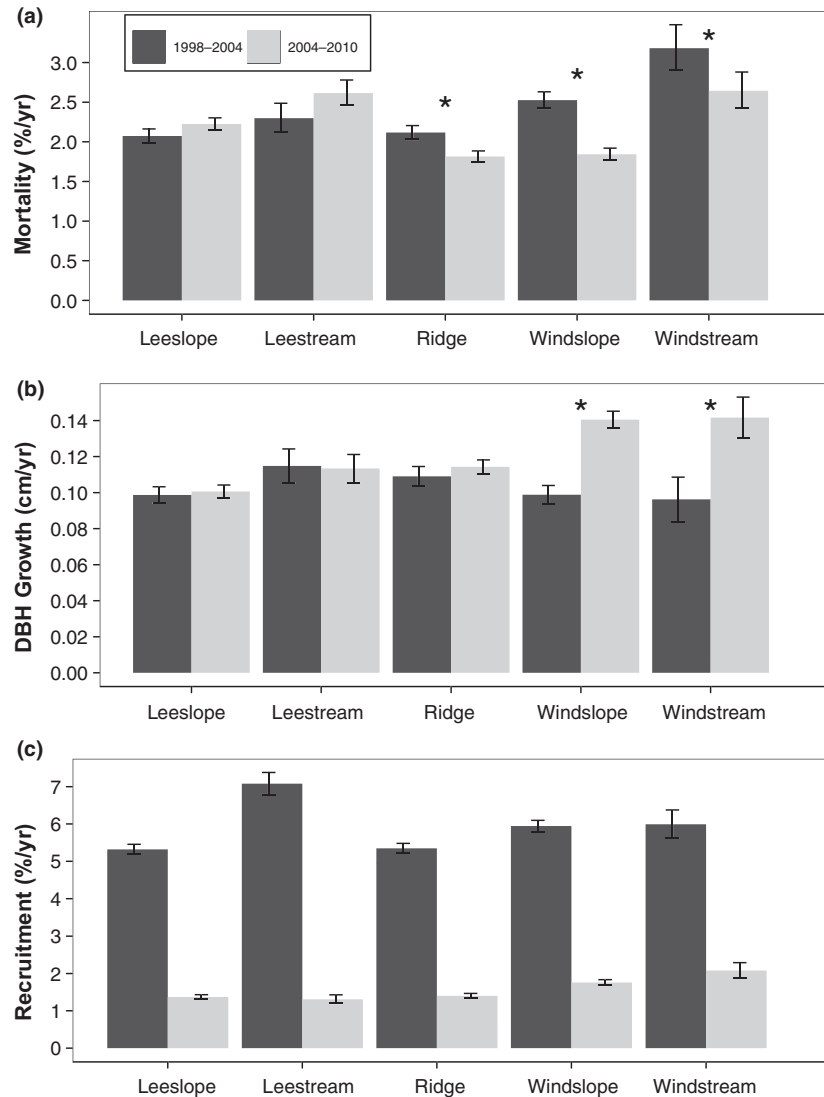 (a)
1998–2004 2004–2010
Mortality (%/yr)
3.0
2.5
2.0
1.5
1.0
0.5
0.0
* * *
Leeslope Leestream Ridge Windslope Windstream
(b)
DBH Growth (cm/yr)
0.14
0.12
0.10
0.08
0.06
0.04
0.02
0.00
* *
Leeslope Leestream Ridge Windslope Windstream
(c)
Recruitment (%/yr)
7
6
5
4
3
2
1
0
Leeslope Leestream Ridge Windslope Windstream